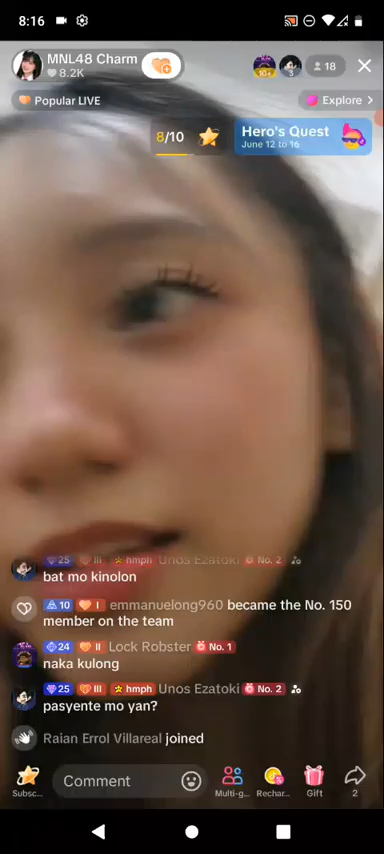 8:16
MNL48 Charm
8.2K
10+
3
18
Popular LIVE
Explore >
8/10
Hero's Quest
June 12 to 16
25 III hmph Unos Ezatoki No. 2
bat mo kinolon
10 I emmanuelong960 became the No. 150
member on the team
24 II Lock Robster No. 1
naka kulong
25 III hmph Unos Ezatoki No. 2
pasyente mo yan?
Raian Errol Villareal joined
Comment
Subsc...
Multi-g...
Rechar...
Gift
2